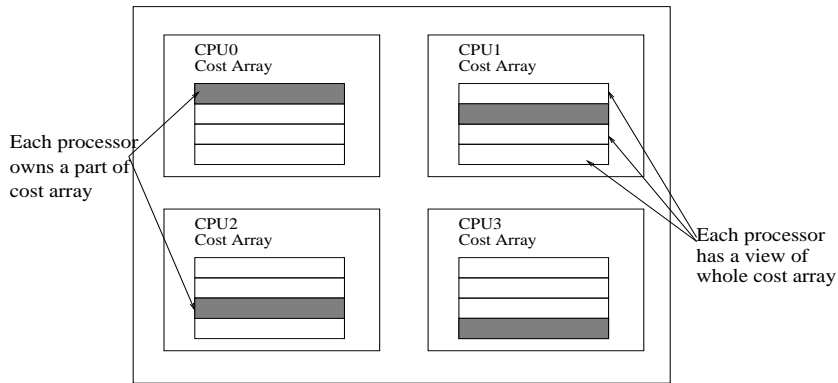 CPU0
Cost Array
CPU1
Cost Array
Each processor
owns a part of
cost array
CPU2
Cost Array
CPU3
Cost Array
Each processor
has a view of
whole cost array